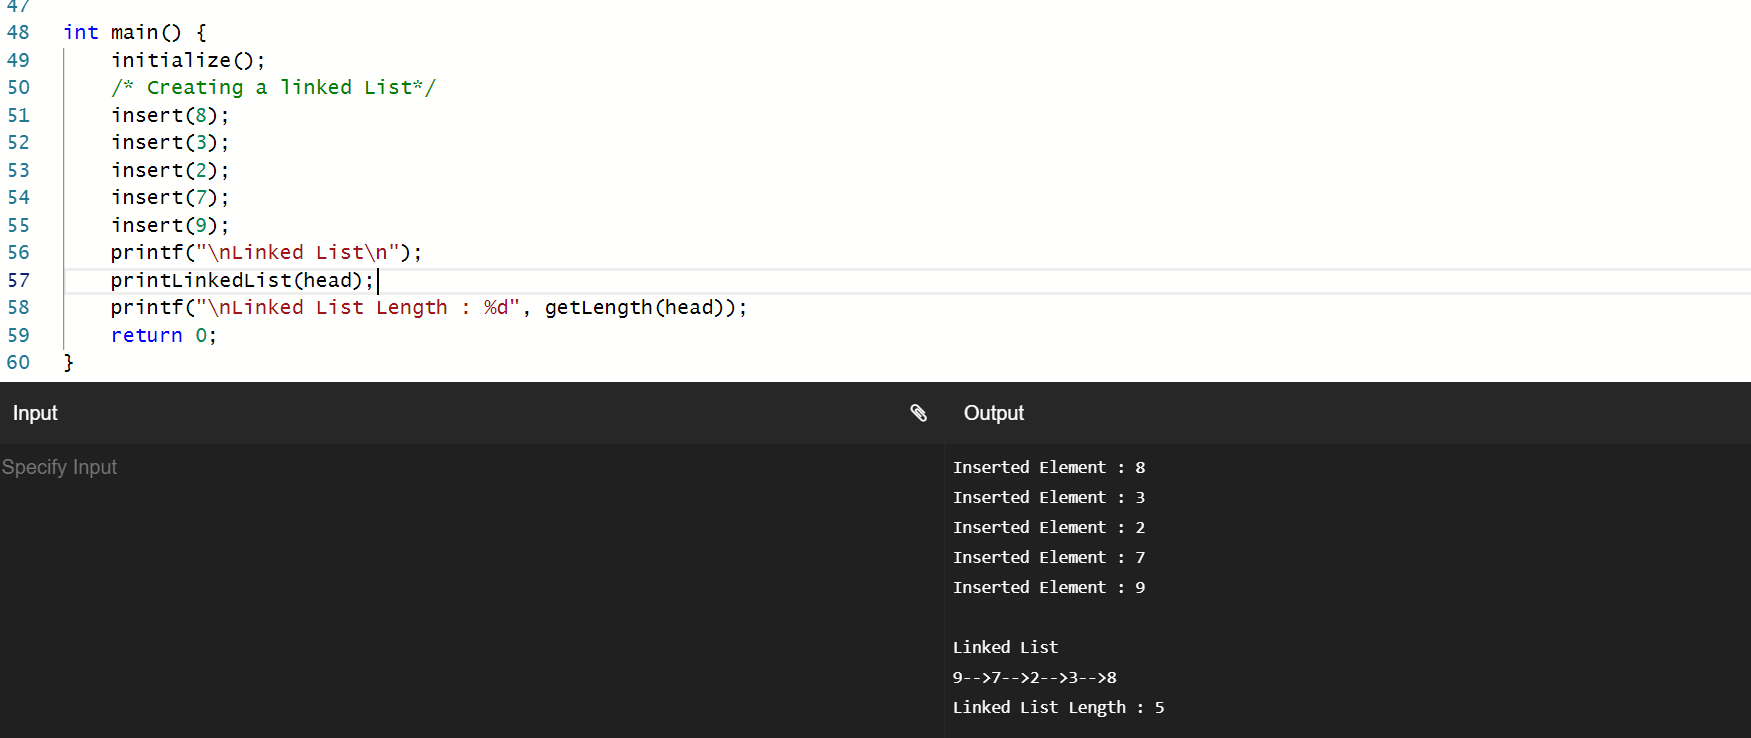 47
48 int main() {
49     initialize();
50     /* Creating a linked List*/
51     insert(8);
52     insert(3);
53     insert(2);
54     insert(7);
55     insert(9);
56     printf("\nLinked List\n");
57     printLinkedList(head);
58     printf("\nLinked List Length : %d", getLength(head));
59     return 0;
60 }
Input
Output
Specify Input
Inserted Element : 8
Inserted Element : 3
Inserted Element : 2
Inserted Element : 7
Inserted Element : 9
Linked List
9-->7-->2-->3-->8
Linked List Length : 5